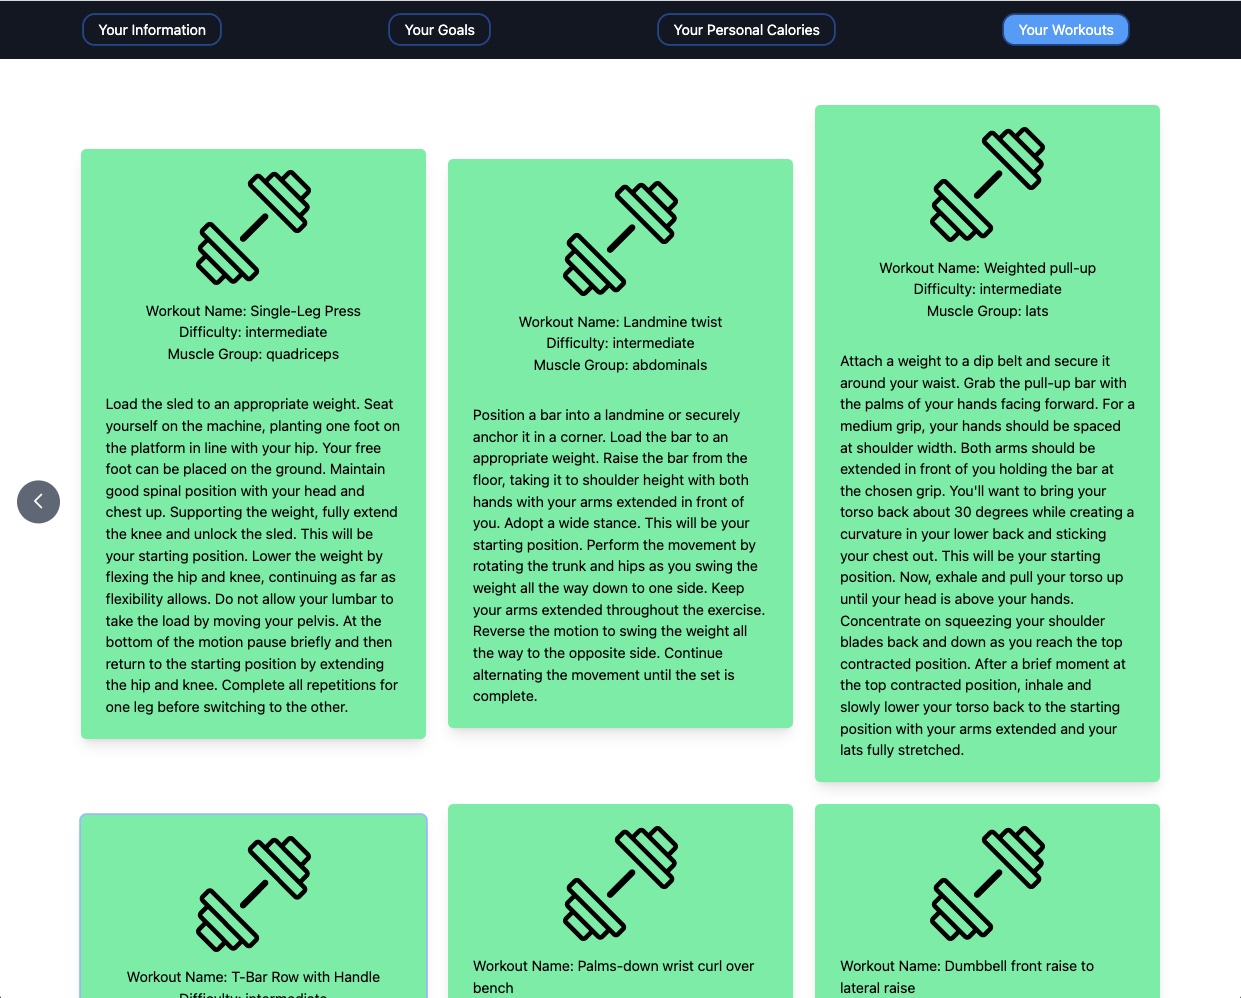 Your Information
Your Goals
Your Personal Calories
Your Workouts
Workout Name: Single-Leg Press
Difficulty: intermediate
Muscle Group: quadriceps
Load the sled to an appropriate weight. Seat
yourself on the machine, planting one foot on
the platform in line with your hip. Your free
foot can be placed on the ground. Maintain
good spinal position with your head and
chest up. Supporting the weight, fully extend
the knee and unlock the sled. This will be
your starting position. Lower the weight by
flexing the hip and knee, continuing as far as
flexibility allows. Do not allow your lumbar to
take the load by moving your pelvis. At the
bottom of the motion pause briefly and then
return to the starting position by extending
the hip and knee. Complete all repetitions for
one leg before switching to the other.
Workout Name: Landmine twist
Difficulty: intermediate
Muscle Group: abdominals
Position a bar into a landmine or securely
anchor it in a corner. Load the bar to an
appropriate weight. Raise the bar from the
floor, taking it to shoulder height with both
hands with your arms extended in front of
you. Adopt a wide stance. This will be your
starting position. Perform the movement by
rotating the trunk and hips as you swing the
weight all the way down to one side. Keep
your arms extended throughout the exercise.
Reverse the motion to swing the weight all
the way to the opposite side. Continue
alternating the movement until the set is
complete.
Workout Name: Weighted pull-up
Difficulty: intermediate
Muscle Group: lats
Attach a weight to a dip belt and secure it
around your waist. Grab the pull-up bar with
the palms of your hands facing forward. For a
medium grip, your hands should be spaced
at shoulder width. Both arms should be
extended in front of you holding the bar at
the chosen grip. You'll want to bring your
torso back about 30 degrees while creating a
curvature in your lower back and sticking
your chest out. This will be your starting
position. Now, exhale and pull your torso up
until your head is above your hands.
Concentrate on squeezing your shoulder
blades back and down as you reach the top
contracted position. After a brief moment at
the top contracted position, inhale and
slowly lower your torso back to the starting
position with your arms extended and your
lats fully stretched.
Workout Name: T-Bar Row with Handle
Difficulty: intermediate
Workout Name: Palms-down wrist curl over
bench
Workout Name: Dumbbell front raise to
lateral raise